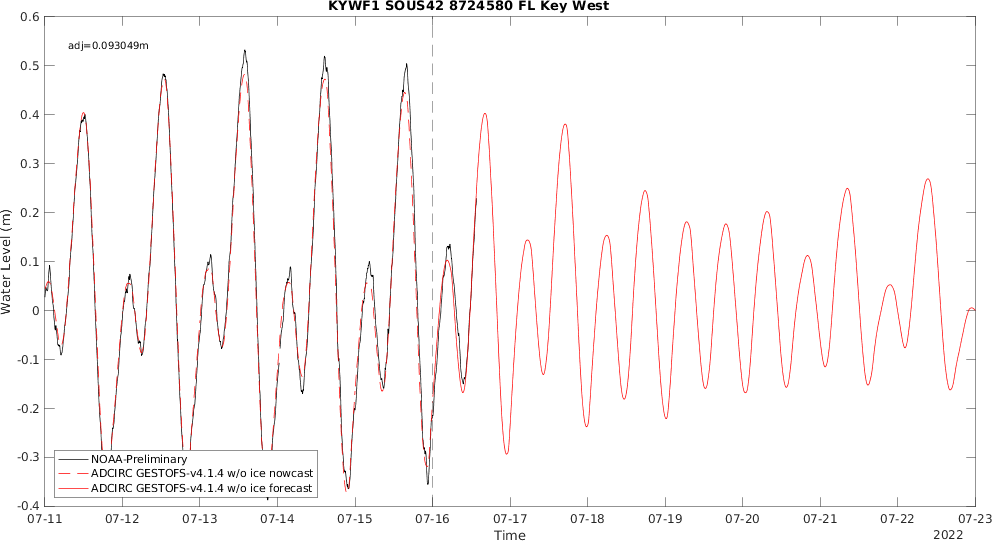 KYWF1 SOUS42 8724580 FL Key West
adj=0.093049m
0.6
0.5
0.4
0.3
0.2
0.1
0
-0.1
-0.2
-0.3
-0.4
Water Level (m)
NOAA-Preliminary
ADCIRC GESTOFS-v4.1.4 w/o ice nowcast
ADCIRC GESTOFS-v4.1.4 w/o ice forecast
07-11 07-12 07-13 07-14 07-15 07-16 07-17 07-18 07-19 07-20 07-21 07-22 07-23
Time
2022